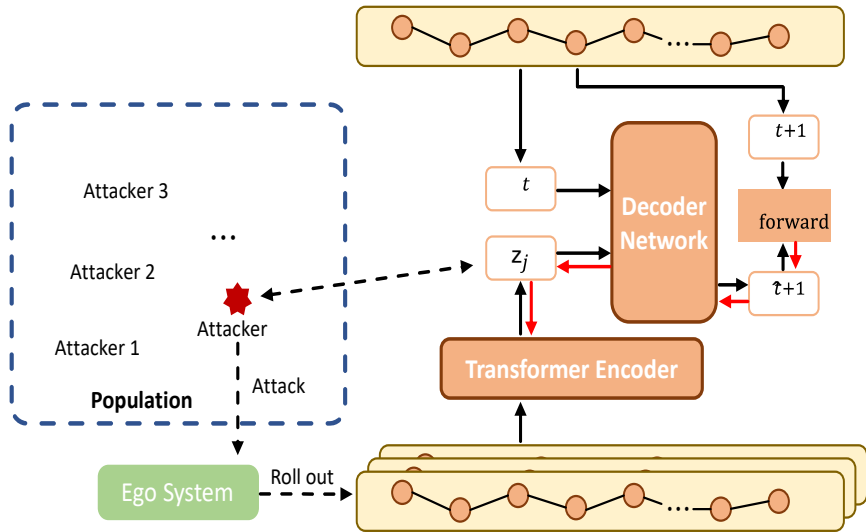 ...
t
t+1
Attacker 3
Decoder
Network
forward
...
Attacker 2
z_j
t̂+1
Attacker
Attacker 1
Transformer Encoder
Attack
Population
Ego System
Roll out
...